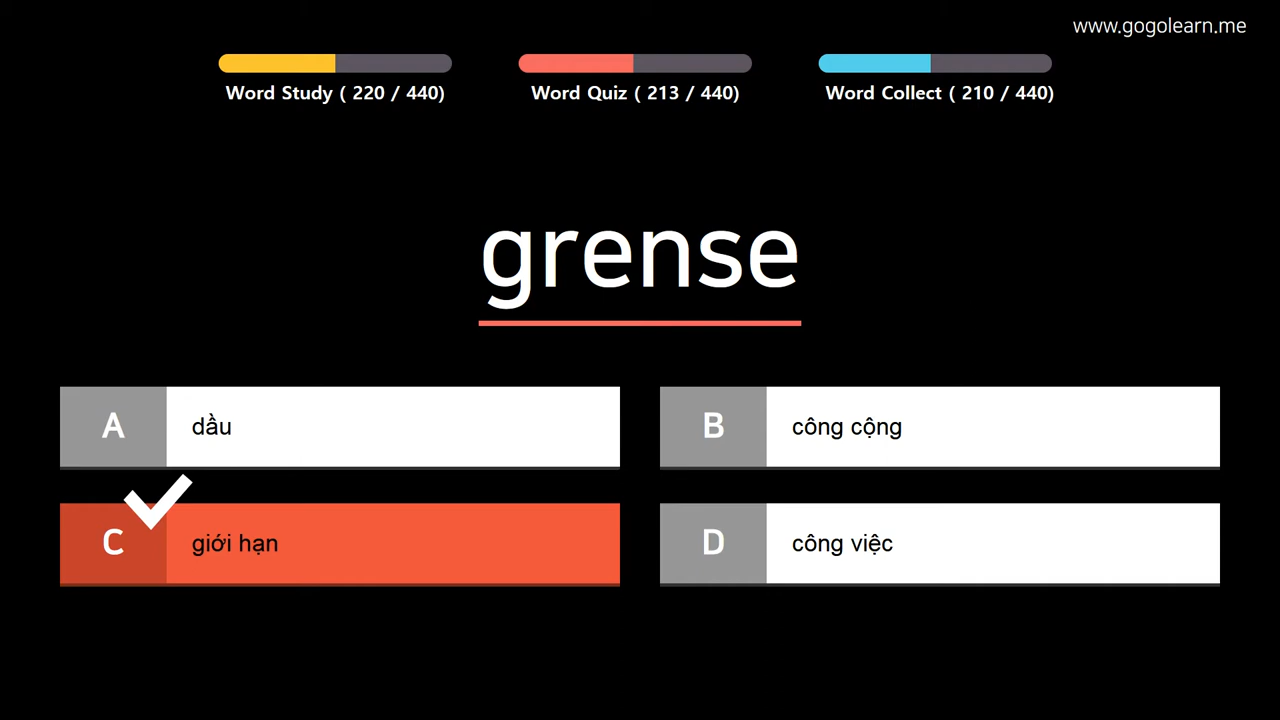 www.gogolearn.me
Word Study ( 220 / 440)
Word Quiz ( 213 / 440)
Word Collect ( 210 / 440)
grense
A
dầu
B
công cộng
C
giới hạn
D
công việc